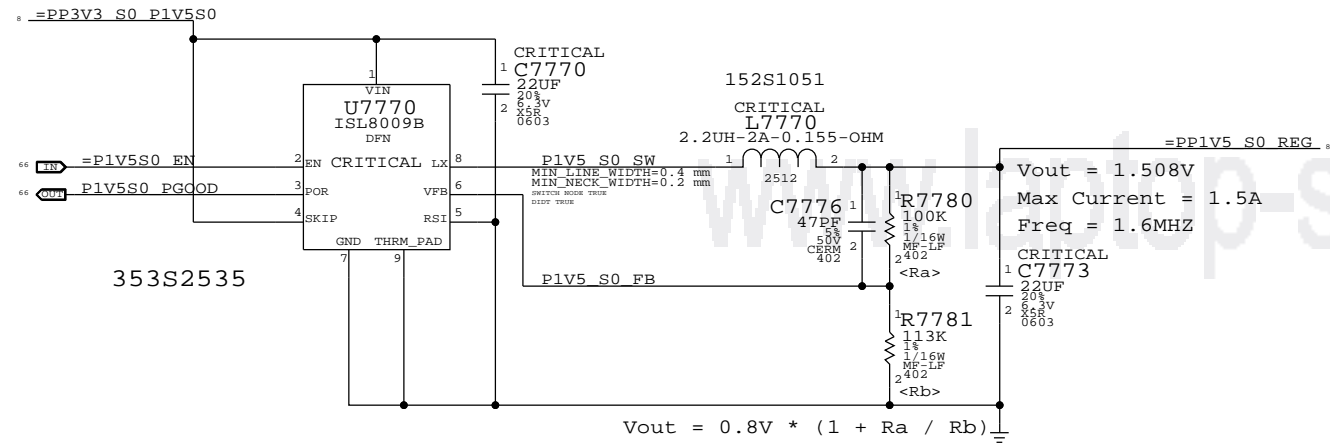 8 =PP3V3_S0_P1V5S0
CRITICAL
C7770
22UF
20%
6.3V
X5R
0603
1
2
1
VIN
U7770
ISL8009B
DFN
CRITICAL
2 EN
3 POR
4 SKIP
LX 8
VFB 6
RSI 5
GND THRM_PAD
7 9
66 IN =P1V5S0_EN
66 OUT P1V5S0_PGOOD
353S2535
152S1051
CRITICAL
L7770
2.2UH-2A-0.155-OHM
1 2
2512
P1V5_S0_SW
MIN_LINE_WIDTH=0.4 mm
MIN_NECK_WIDTH=0.2 mm
SWITCH NODE TRUE
DIDT TRUE
C7776
47PF
5%
50V
CERM
402
1
2
1
R7780
100K
1%
1/16W
MF-LF
402
2
<Ra>
P1V5_S0_FB
1
R7781
113K
1%
1/16W
MF-LF
402
2
<Rb>
=PP1V5_S0_REG 8
Vout = 1.508V
Max Current = 1.5A
Freq = 1.6MHZ
CRITICAL
C7773
22UF
20%
6.3V
X5R
0603
1
2
Vout = 0.8V * (1 + Ra / Rb)
www.laptop-s